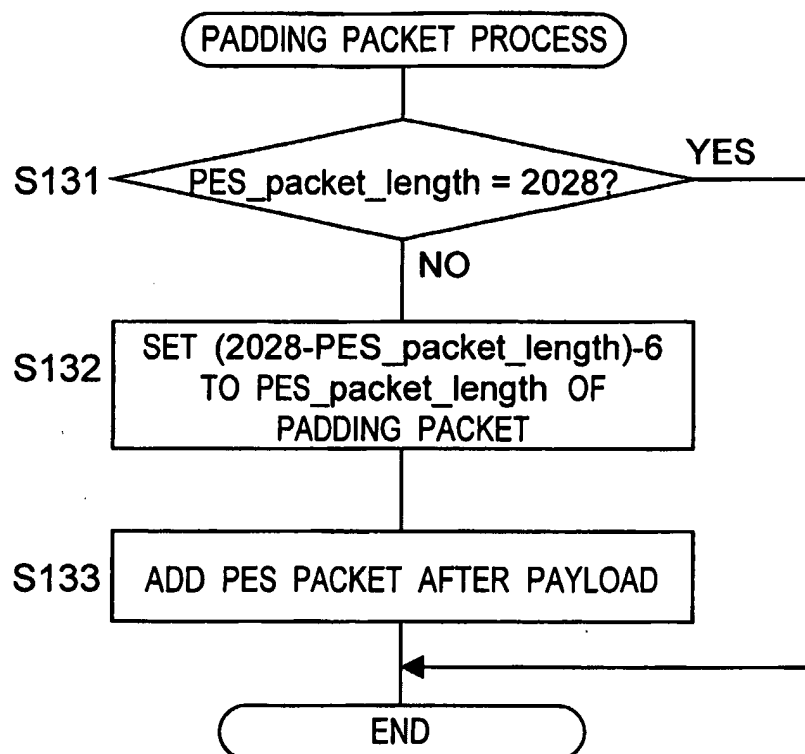 PADDING PACKET PROCESS
S131
PES_packet_length = 2028?
YES
NO
S132
SET (2028-PES_packet_length)-6
TO PES_packet_length OF
PADDING PACKET
S133
ADD PES PACKET AFTER PAYLOAD
END